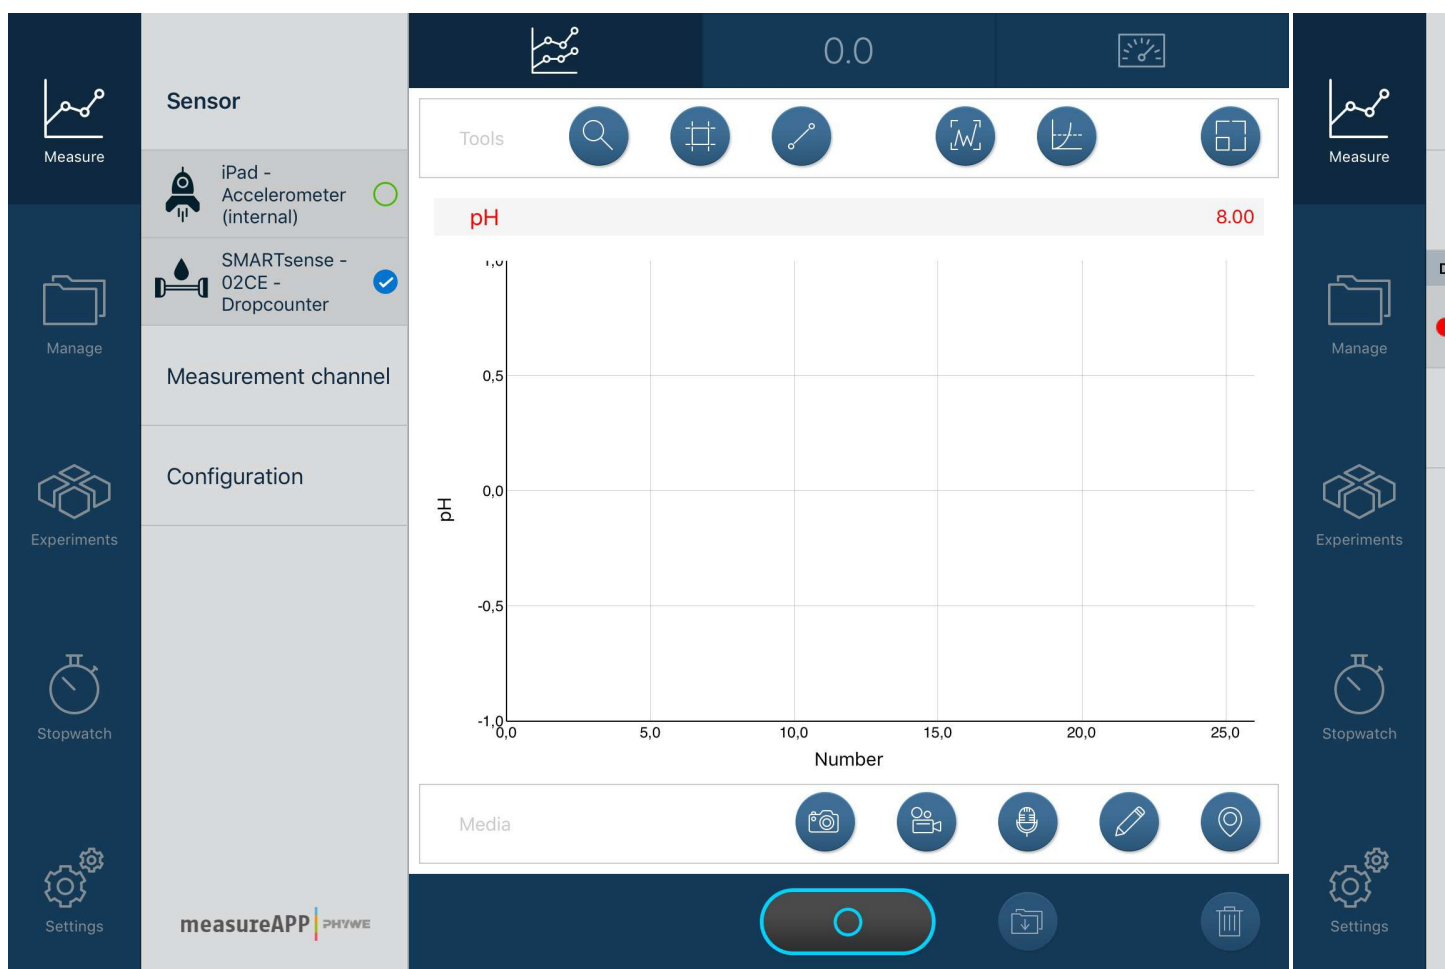 Measure
Manage
Experiments
Stopwatch
Settings
Sensor
iPad -
Accelerometer
(internal)
SMARTsense -
02CE -
Dropcounter
Measurement channel
Configuration
measureAPP PHYWE
0.0
Tools
pH 8.00
1,0
0,5
0,0
-0,5
-1,0
pH
0,0 5,0 10,0 15,0 20,0 25,0
Number
Media
Measure
Manage
Experiments
Stopwatch
Settings